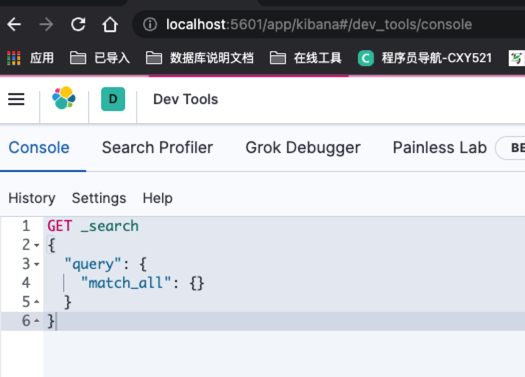 localhost:5601/app/kibana#/dev_tools/console
应用 已导入 数据库说明文档 在线工具 C 程序员导航-CXY521
D Dev Tools
Console Search Profiler Grok Debugger Painless Lab BE
History Settings Help
1 GET _search
2 {
3 "query": {
4 "match_all": {}
5 }
6 }